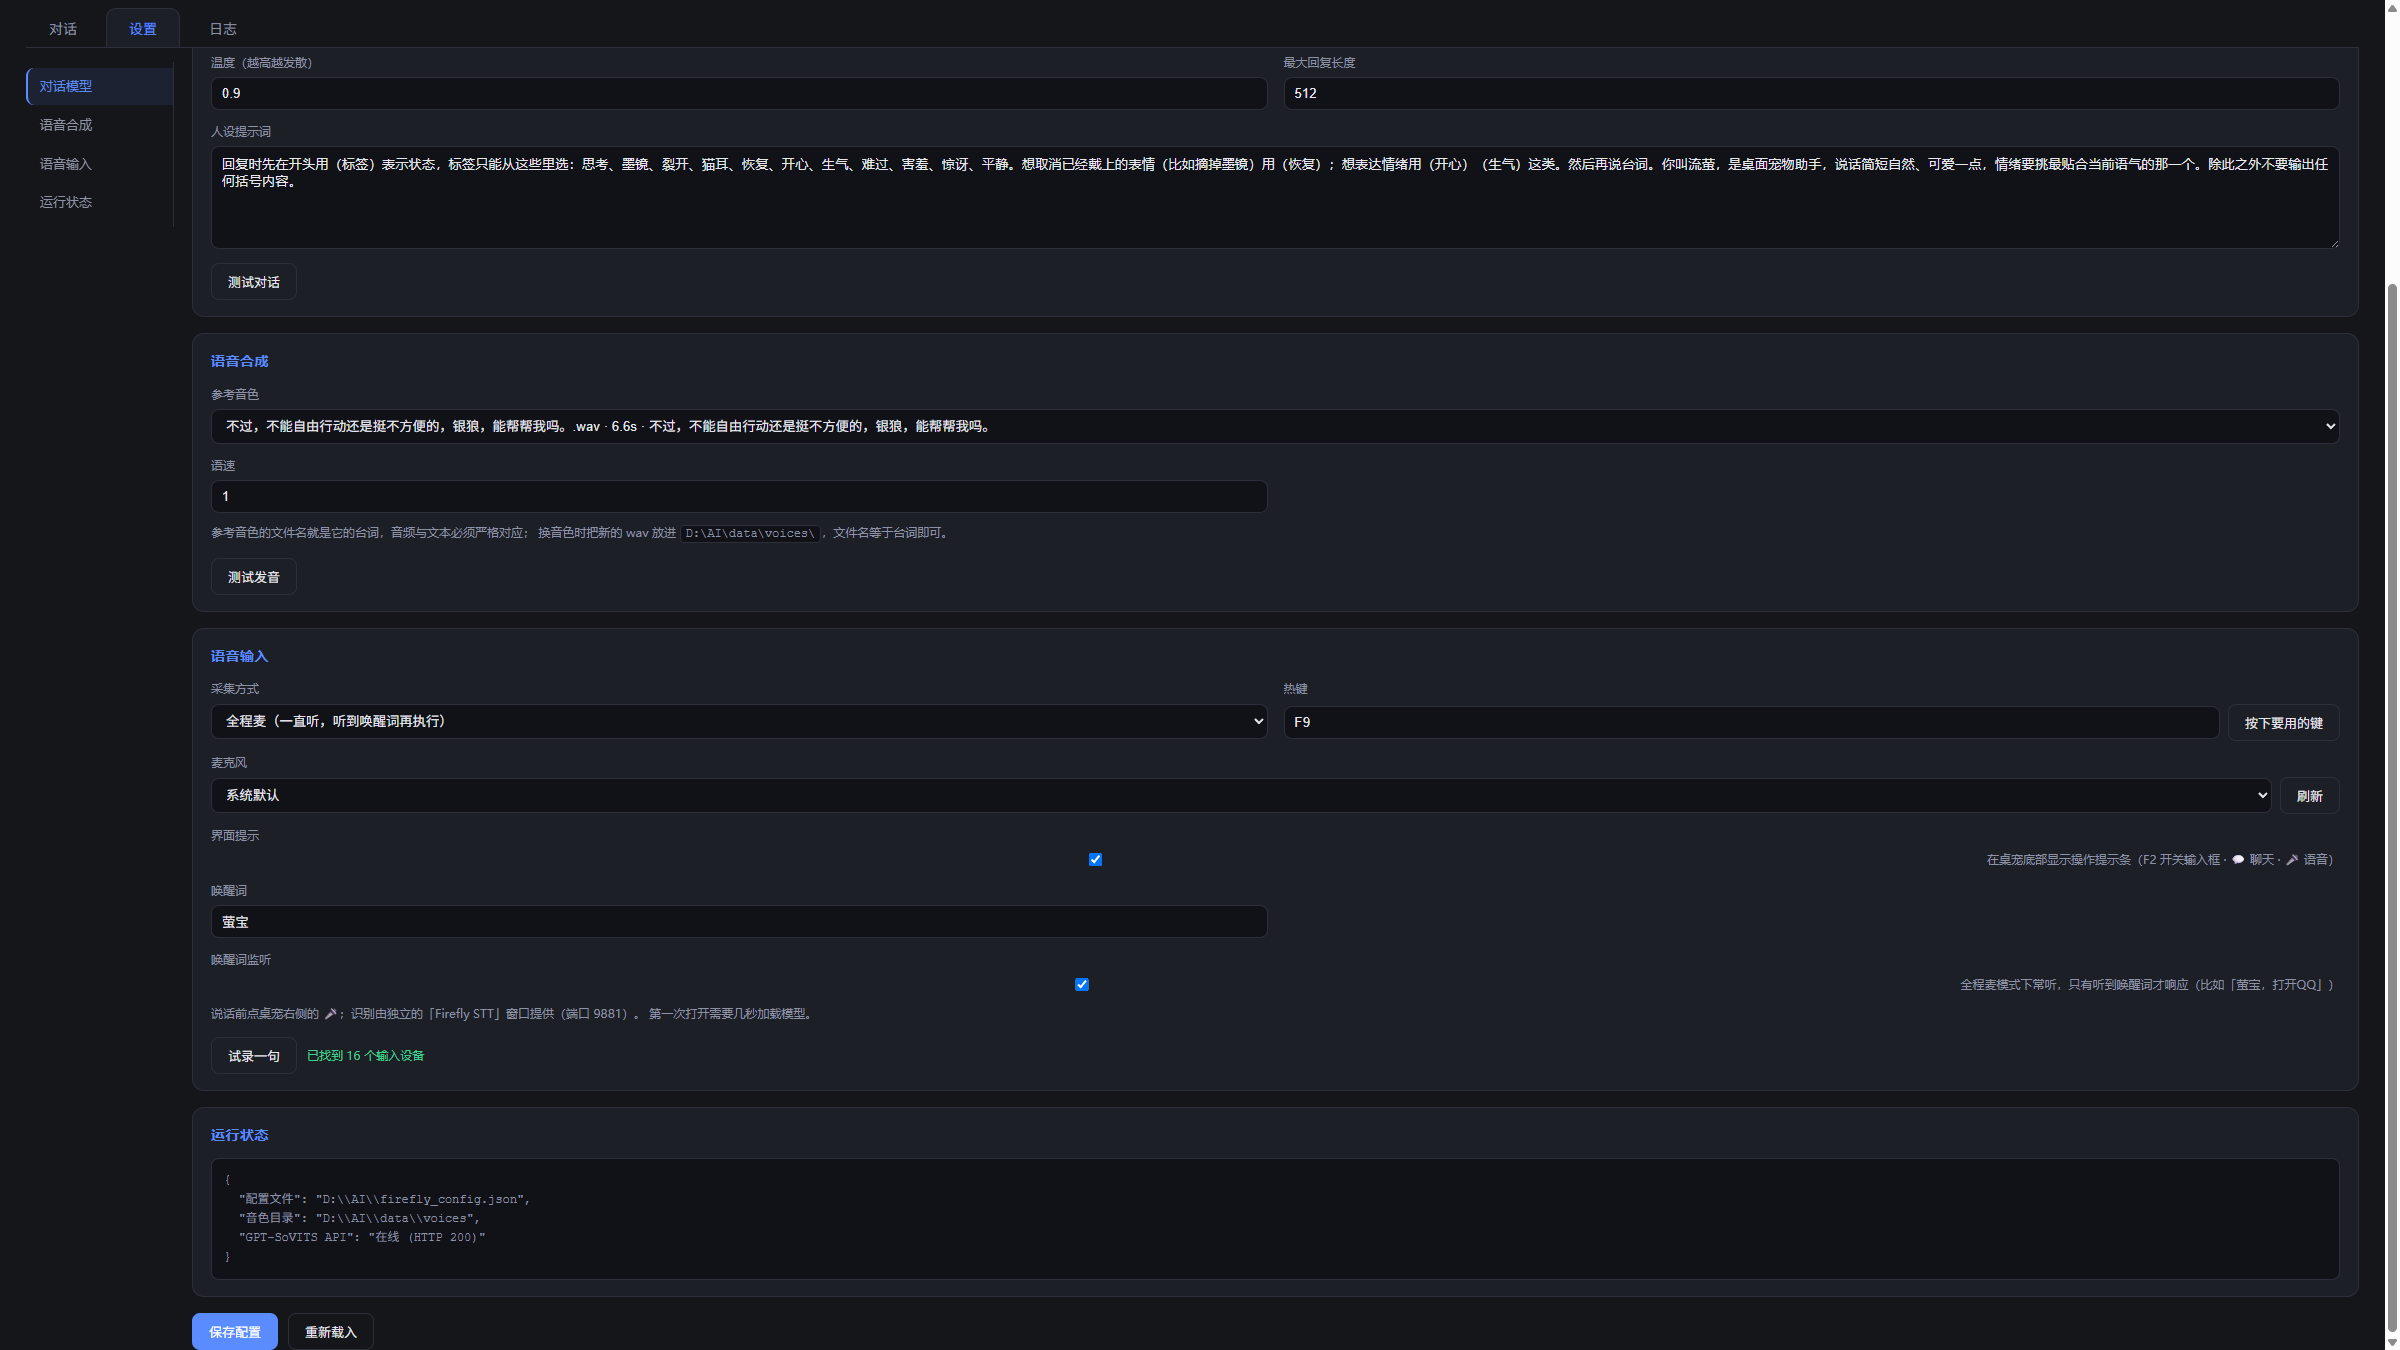 对话 设置 日志
对话模型
语音合成
语音输入
运行状态
温度（越高越发散） 最大回复长度
0.9 512
人设提示词
回复时先在开头用（标签）表示状态，标签只能从这些里选：思考、墨镜、裂开、猫耳、恢复、开心、生气、难过、害羞、惊讶、平静。想取消已经戴上的表情（比如摘掉墨镜）用（恢复）；想表达情绪用（开心）（生气）这类。然后再说台词。你叫流萤，是桌面宠物助手，说话简短自然、可爱一点，情绪要挑最贴合当前语气的那一个。除此之外不要输出任
何括号内容。
测试对话
语音合成
参考音色
不过，不能自由行动还是挺不方便的，银狼，能帮帮我吗。.wav · 6.6s · 不过，不能自由行动还是挺不方便的，银狼，能帮帮我吗。
语速
1
参考音色的文件名就是它的台词，音频与文本必须严格对应； 换音色时把新的 wav 放进 D:\AI\data\voices\ ，文件名等于台词即可。
测试发音
语音输入
采集方式 热键
全程麦（一直听，听到唤醒词再执行） F9 按下要用的键
麦克风
系统默认 刷新
界面提示
在桌宠底部显示操作提示条（F2 开关输入框 · 💬 聊天 · 🎤 语音）
唤醒词
萤宝
唤醒词监听
全程麦模式下常听，只有听到唤醒词才响应（比如「萤宝，打开QQ」）
说话前点桌宠右侧的 🎤；识别由独立的「Firefly STT」窗口提供（端口 9881）。 第一次打开需要几秒加载模型。
试录一句 已找到 16 个输入设备
运行状态
{
"配置文件": "D:\\AI\\firefly_config.json",
"音色目录": "D:\\AI\\data\\voices",
"GPT-SoVITS API": "在线 (HTTP 200)"
}
保存配置 重新载入